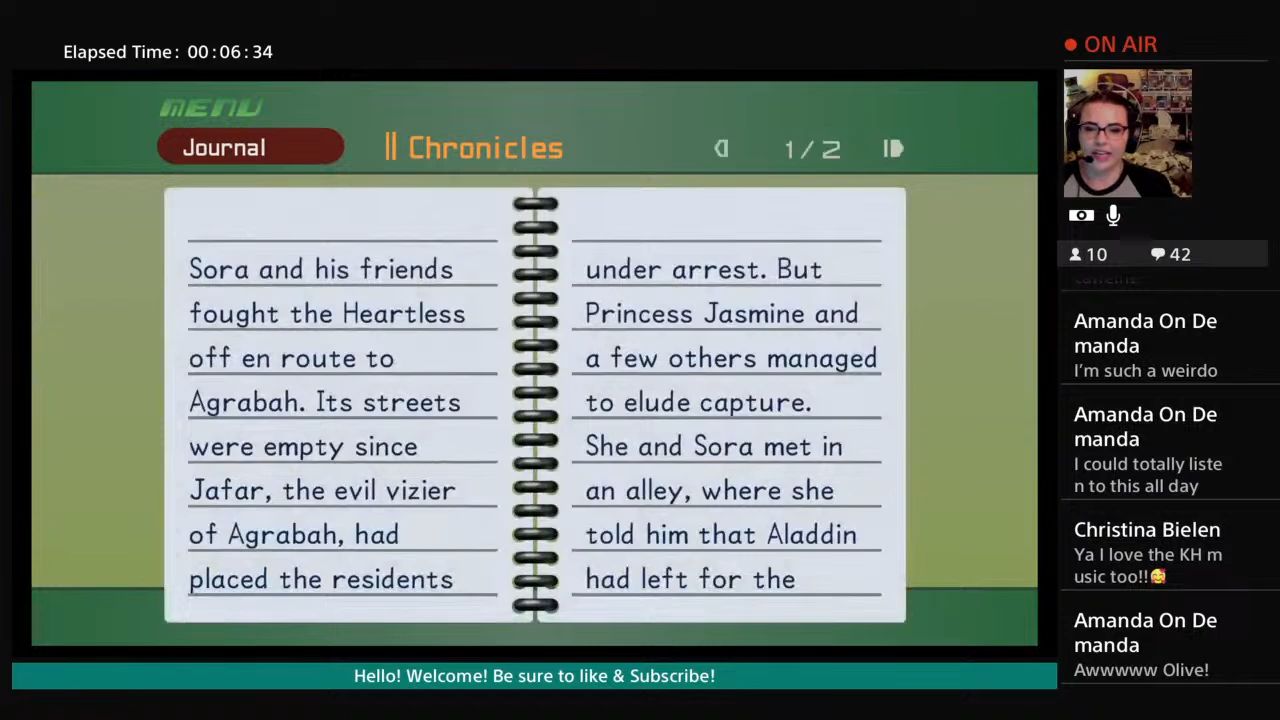 Elapsed Time: 00:06:34
ON AIR
MENU
Journal
Chronicles
1/2
Sora and his friends
fought the Heartless
off en route to
Agrabah. Its streets
were empty since
Jafar, the evil vizier
of Agrabah, had
placed the residents
under arrest. But
Princess Jasmine and
a few others managed
to elude capture.
She and Sora met in
an alley, where she
told him that Aladdin
had left for the
10
42
caffeine.
Amanda On De
manda
I'm such a weirdo
Amanda On De
manda
I could totally liste
n to this all day
Christina Bielen
Ya I love the KH m
usic too!!🥰
Amanda On De
manda
Awwwww Olive!
Hello! Welcome! Be sure to like & Subscribe!